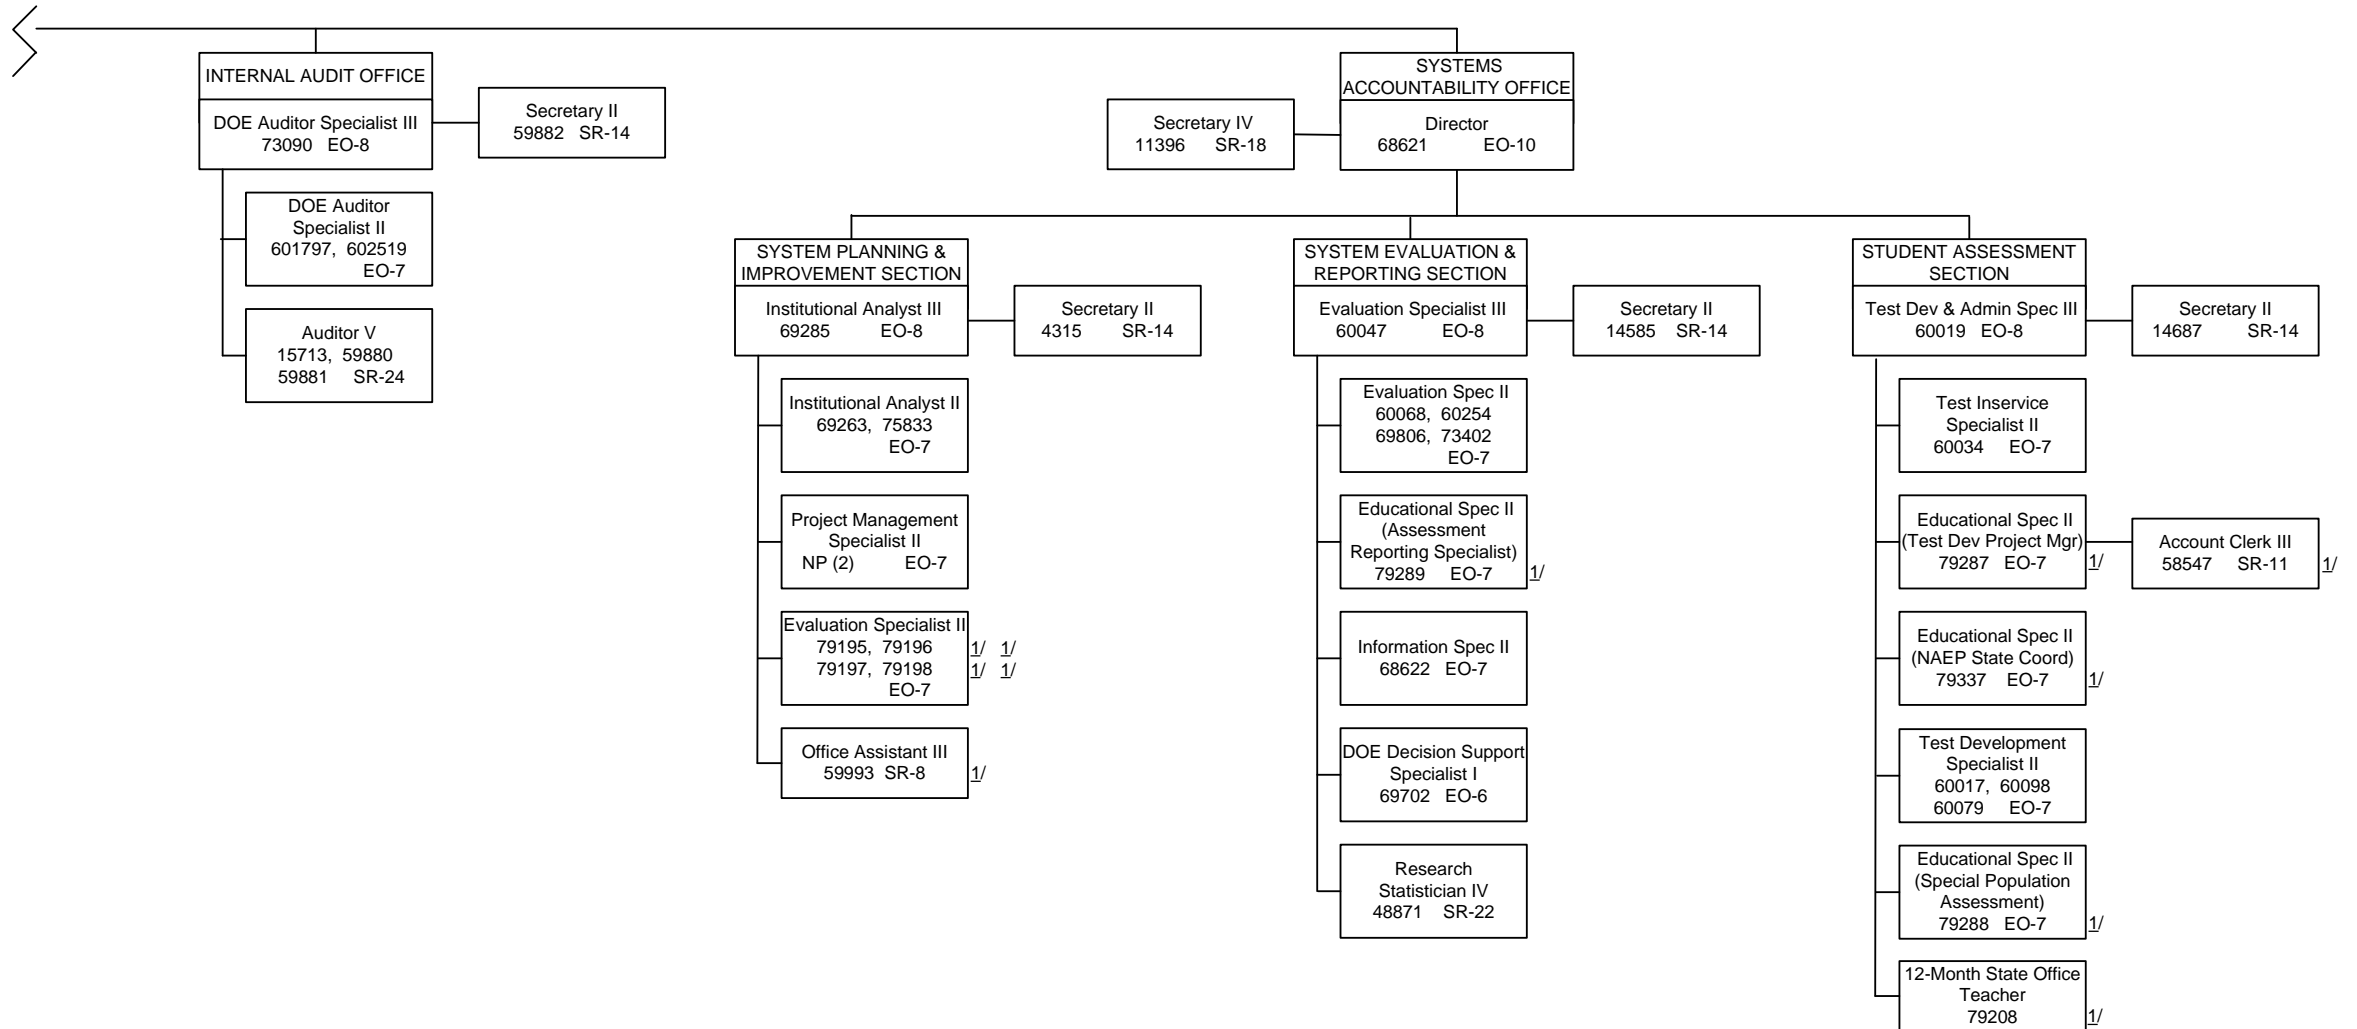 INTERNAL AUDIT OFFICE
DOE Auditor Specialist III
73090 EO-8
Secretary II
59882 SR-14
DOE Auditor
Specialist II
601797, 602519
EO-7
Auditor V
15713, 59880
59881 SR-24
SYSTEMS
ACCOUNTABILITY OFFICE
Director
68621 EO-10
Secretary IV
11396 SR-18
SYSTEM PLANNING &
IMPROVEMENT SECTION
Institutional Analyst III
69285 EO-8
Secretary II
4315 SR-14
Institutional Analyst II
69263, 75833
EO-7
Project Management
Specialist II
NP (2) EO-7
Evaluation Specialist II
79195, 79196 1/ 1/
79197, 79198 1/ 1/
EO-7
Office Assistant III
59993 SR-8 1/
SYSTEM EVALUATION &
REPORTING SECTION
Evaluation Specialist III
60047 EO-8
Secretary II
14585 SR-14
Evaluation Spec II
60068, 60254
69806, 73402
EO-7
Educational Spec II
(Assessment
Reporting Specialist)
79289 EO-7 1/
Information Spec II
68622 EO-7
DOE Decision Support
Specialist I
69702 EO-6
Research
Statistician IV
48871 SR-22
STUDENT ASSESSMENT
SECTION
Test Dev & Admin Spec III
60019 EO-8
Secretary II
14687 SR-14
Test Inservice
Specialist II
60034 EO-7
Educational Spec II
(Test Dev Project Mgr)
79287 EO-7 1/
Account Clerk III
58547 SR-11 1/
Educational Spec II
(NAEP State Coord)
79337 EO-7 1/
Test Development
Specialist II
60017, 60098
60079 EO-7
Educational Spec II
(Special Population
Assessment)
79288 EO-7 1/
12-Month State Office
Teacher
79208 1/